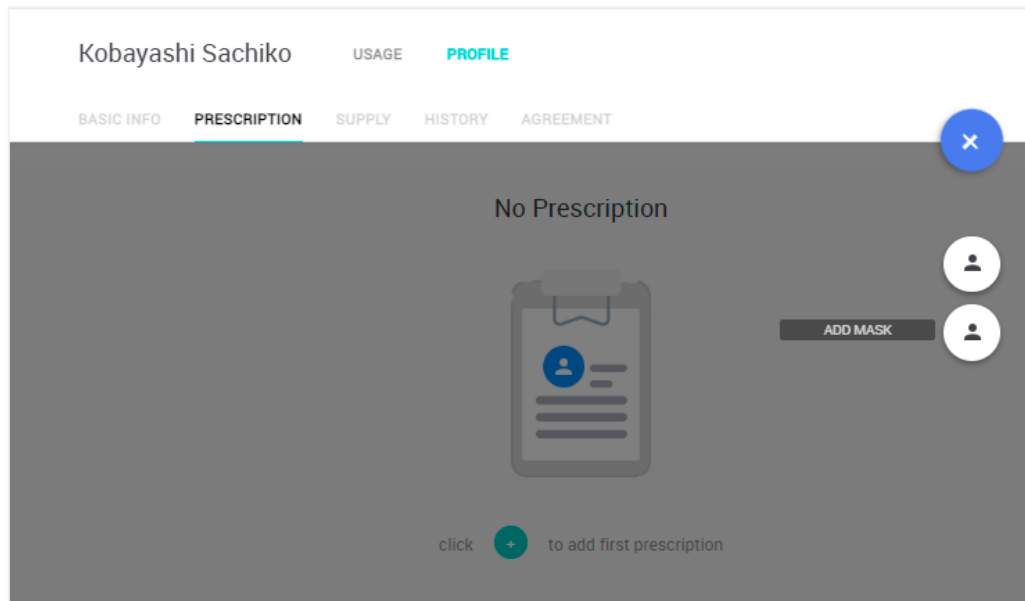 Kobayashi Sachiko USAGE PROFILE
BASIC INFO PRESCRIPTION SUPPLY HISTORY AGREEMENT
No Prescription
ADD MASK
click + to add first prescription